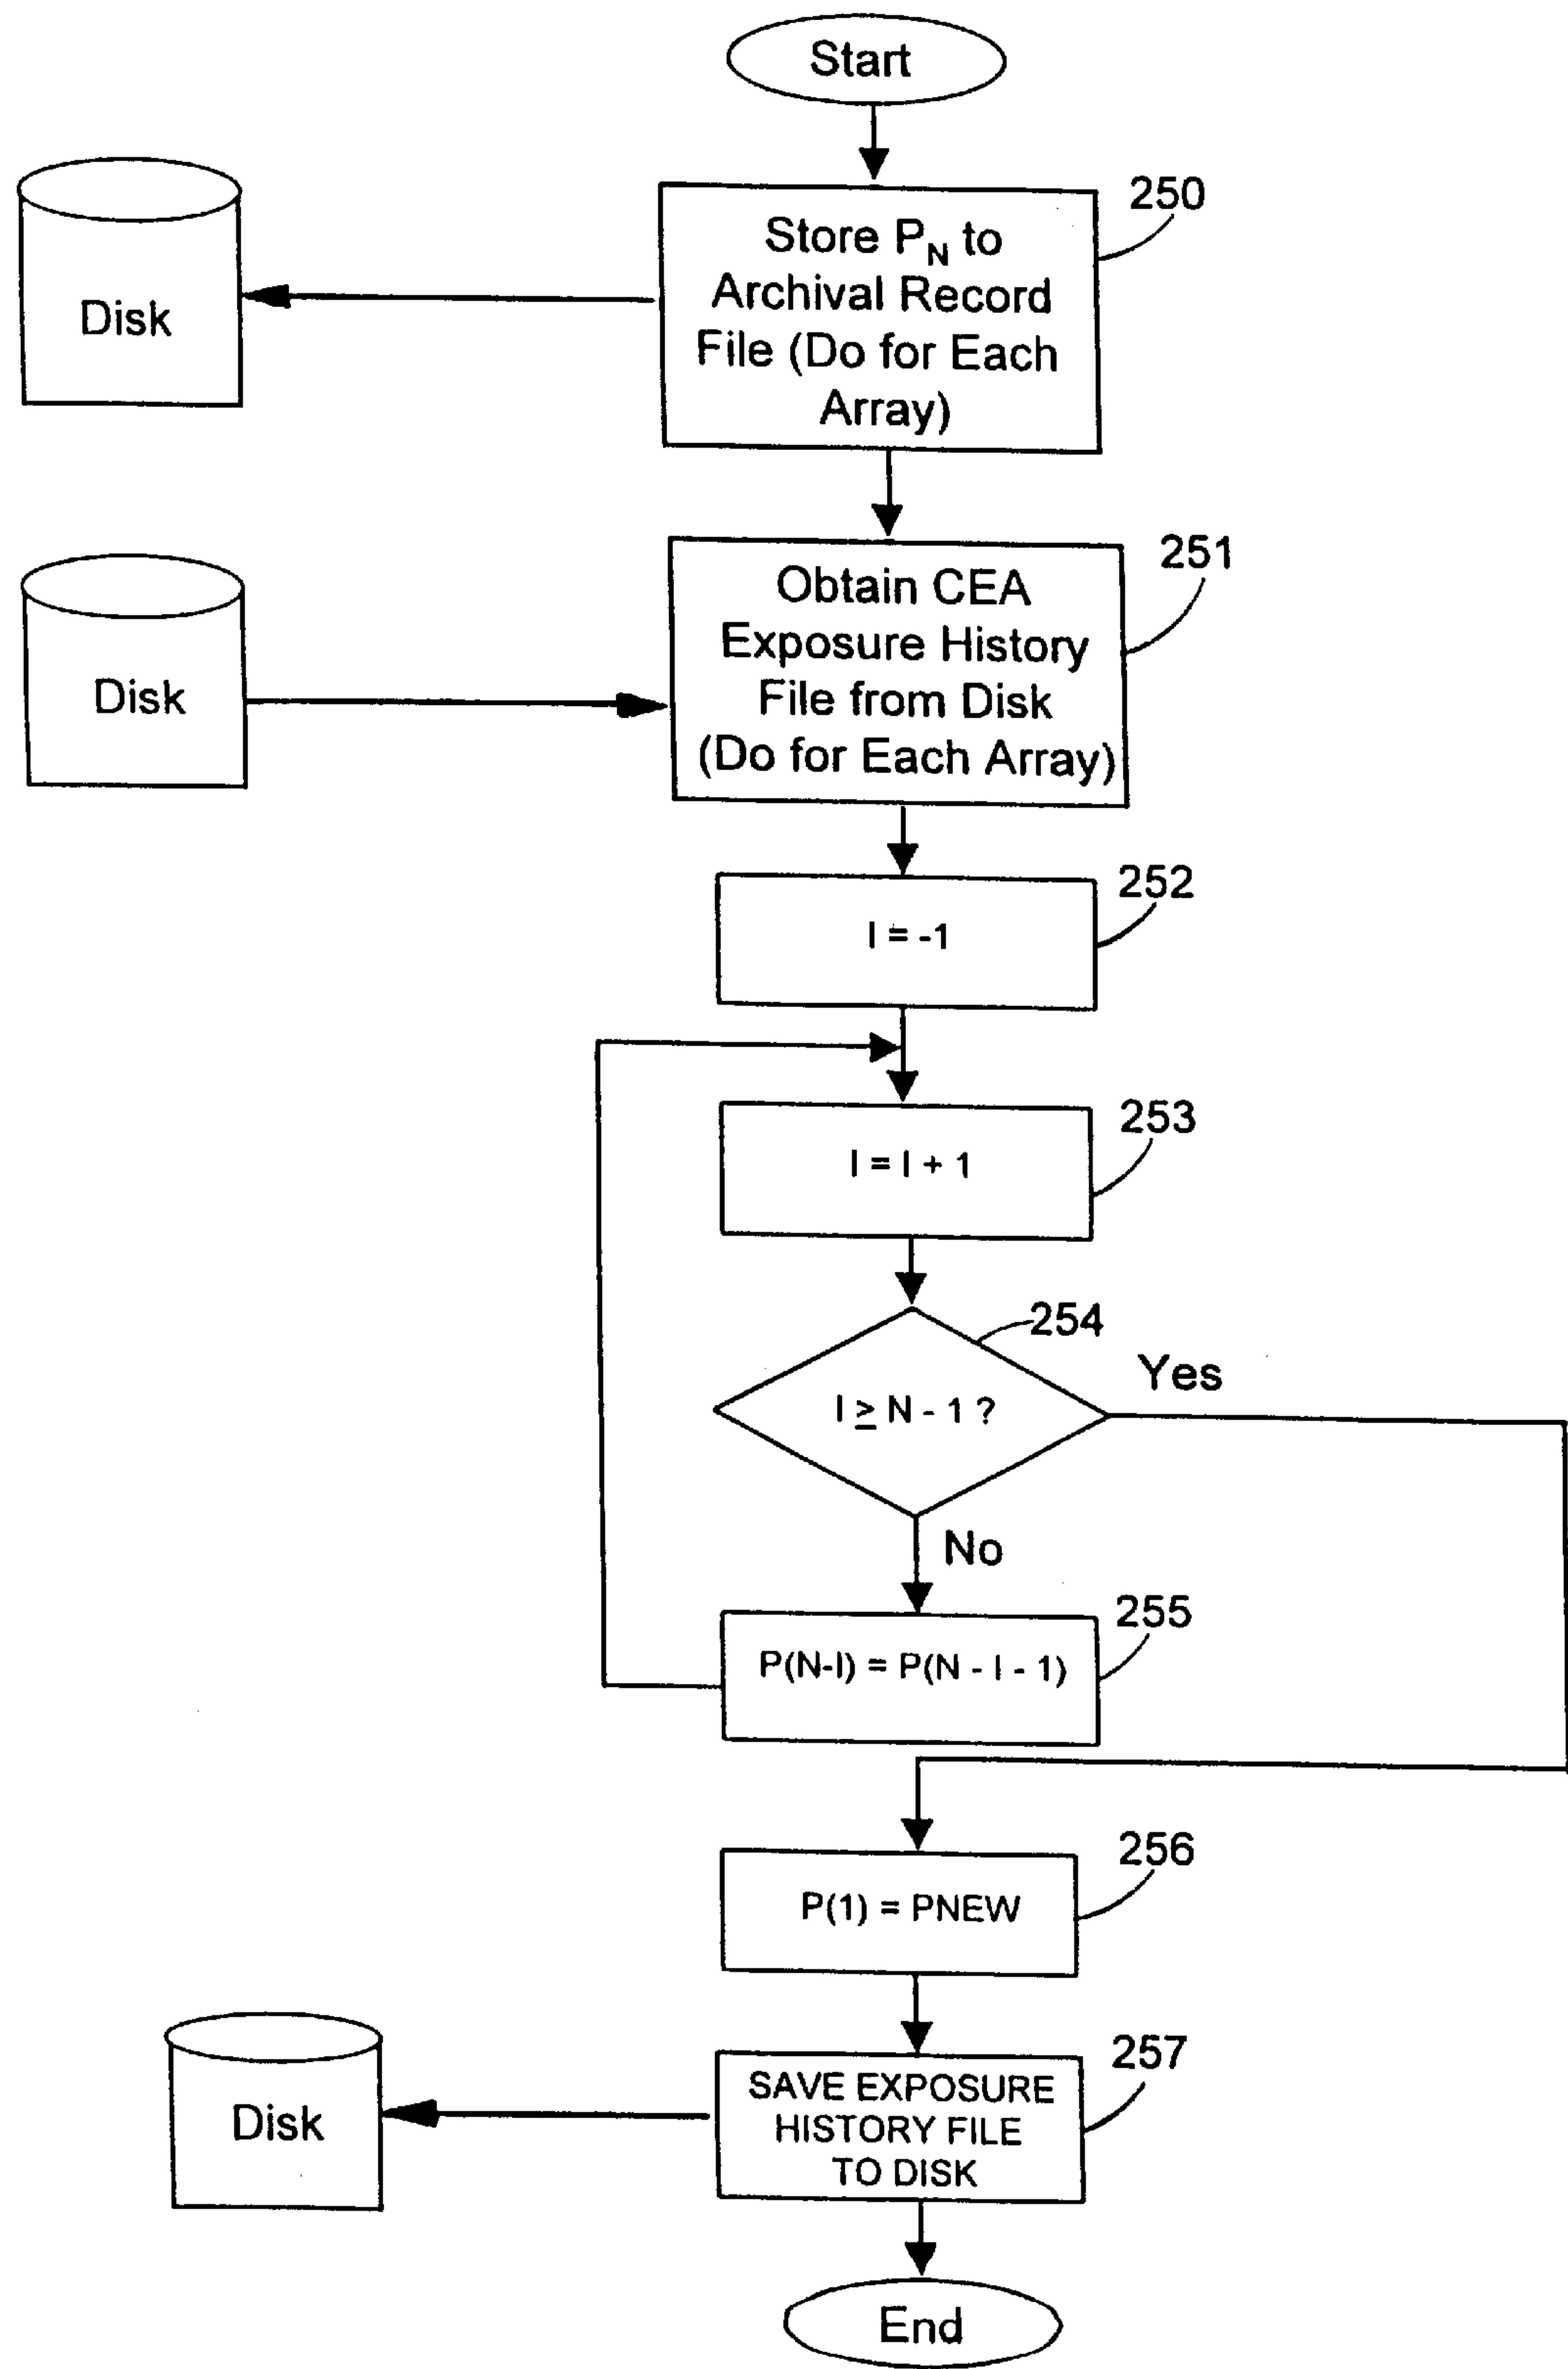 Start
250
Store P_N to
Archival Record
File (Do for Each
Array)
Disk
251
Obtain CEA
Exposure History
File from Disk
(Do for Each Array)
Disk
252
I = -1
253
I = I + 1
254
I ≥ N - 1 ?
Yes
No
255
P(N-I) = P(N - I - 1)
256
P(1) = PNEW
257
SAVE EXPOSURE
HISTORY FILE
TO DISK
Disk
End